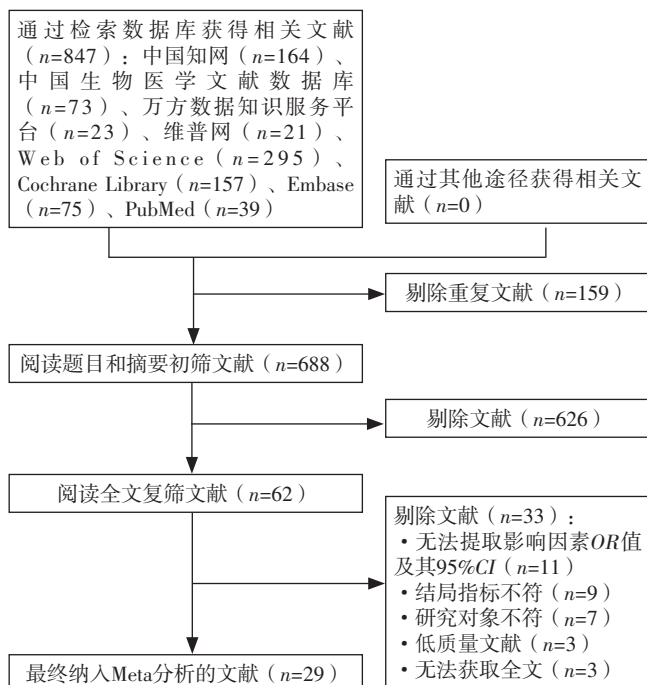 通过检索数据库获得相关文献
（n=847）：中国知网（n=164）、
中国生物医学文献数据库
（n=73）、万方数据知识服务平
台（n=23）、维普网（n=21）、
Web of Science（n=295）、
Cochrane Library（n=157）、Embase
（n=75）、PubMed（n=39）
通过其他途径获得相关文
献（n=0）
剔除重复文献（n=159）
阅读题目和摘要初筛文献（n=688）
剔除文献（n=626）
阅读全文复筛文献（n=62）
剔除文献（n=33）：
・无法提取影响因素OR值
及其95%CI（n=11）
・结局指标不符（n=9）
・研究对象不符（n=7）
・低质量文献（n=3）
・无法获取全文（n=3）
最终纳入Meta分析的文献（n=29）